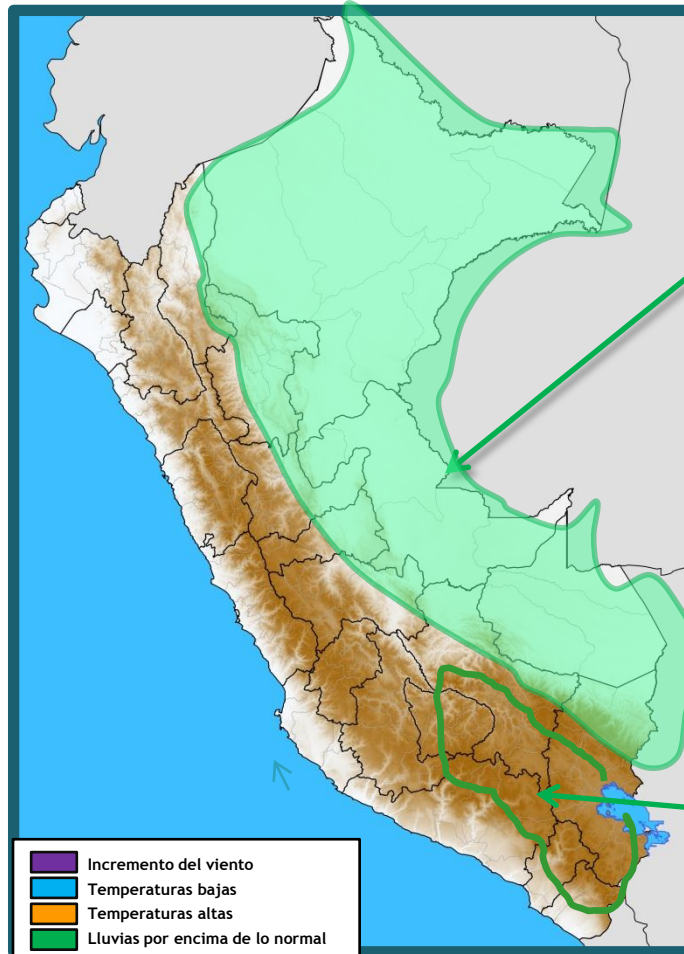 Incremento del viento
Temperaturas bajas
Temperaturas altas
Lluvias por encima de lo normal